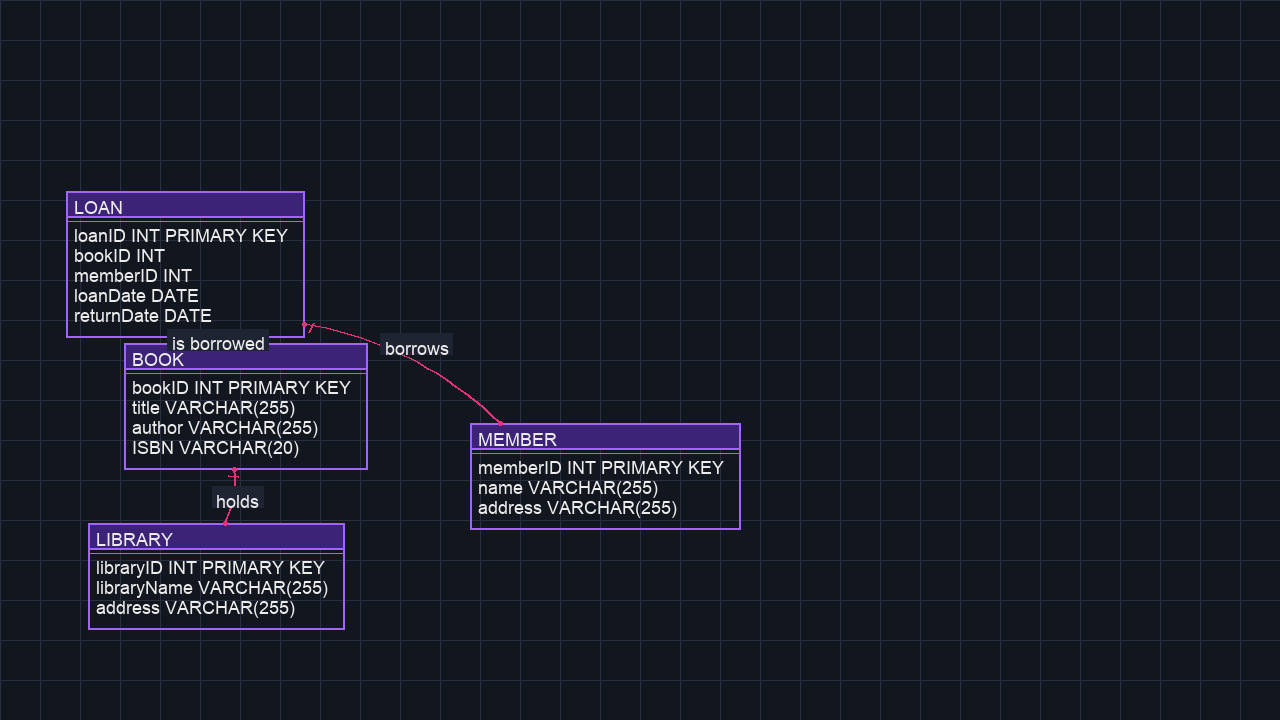 LOAN
loanID INT PRIMARY KEY
bookID INT
memberID INT
loanDate DATE
returnDate DATE
is borrowed
borrows
BOOK
bookID INT PRIMARY KEY
title VARCHAR(255)
author VARCHAR(255)
ISBN VARCHAR(20)
MEMBER
memberID INT PRIMARY KEY
name VARCHAR(255)
address VARCHAR(255)
holds
LIBRARY
libraryID INT PRIMARY KEY
libraryName VARCHAR(255)
address VARCHAR(255)